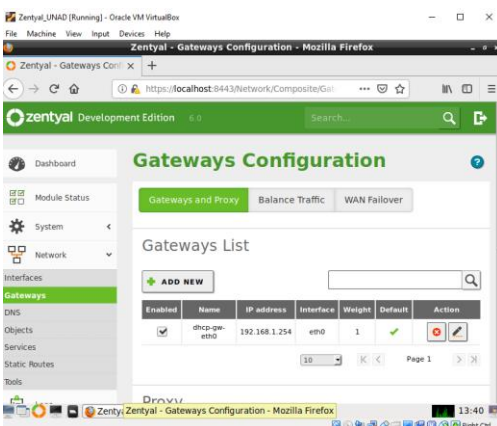 Zentyal_UNAD [Running] - Oracle VM VirtualBox
File Machine View Input Devices Help
Zentyal - Gateways Configuration - Mozilla Firefox
Zentyal - Gateways Conf
https://localhost:8443/Network/Composite/Gat
zentyal Development Edition 6.0
Search...
Dashboard
Module Status
System
Network
Interfaces
Gateways
DNS
Objects
Services
Static Routes
Tools
Gateways Configuration
Gateways and Proxy Balance Traffic WAN Failover
Gateways List
ADD NEW
Enabled Name IP address Interface Weight Default Action
dhcp-gw-eth0 192.168.1.254 eth0 1
10 Page 1
Proxy
Zentyal - Gateways Configuration - Mozilla Firefox
13:40
Right Ctrl